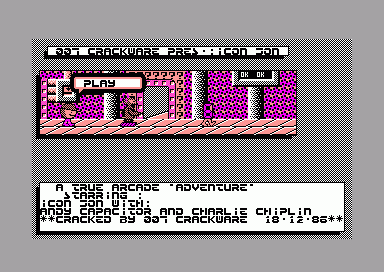 007 CRACKWARE PRES.:ICON JON
OK OK
PLAY
A TRUE ARCADE "ADVENTURE"
STARRING :
ICON JON WITH:
ANDY CAPACITOR AND CHARLIE CHIPLIN
**CRACKED BY 007 CRACKWARE 18.12.86**